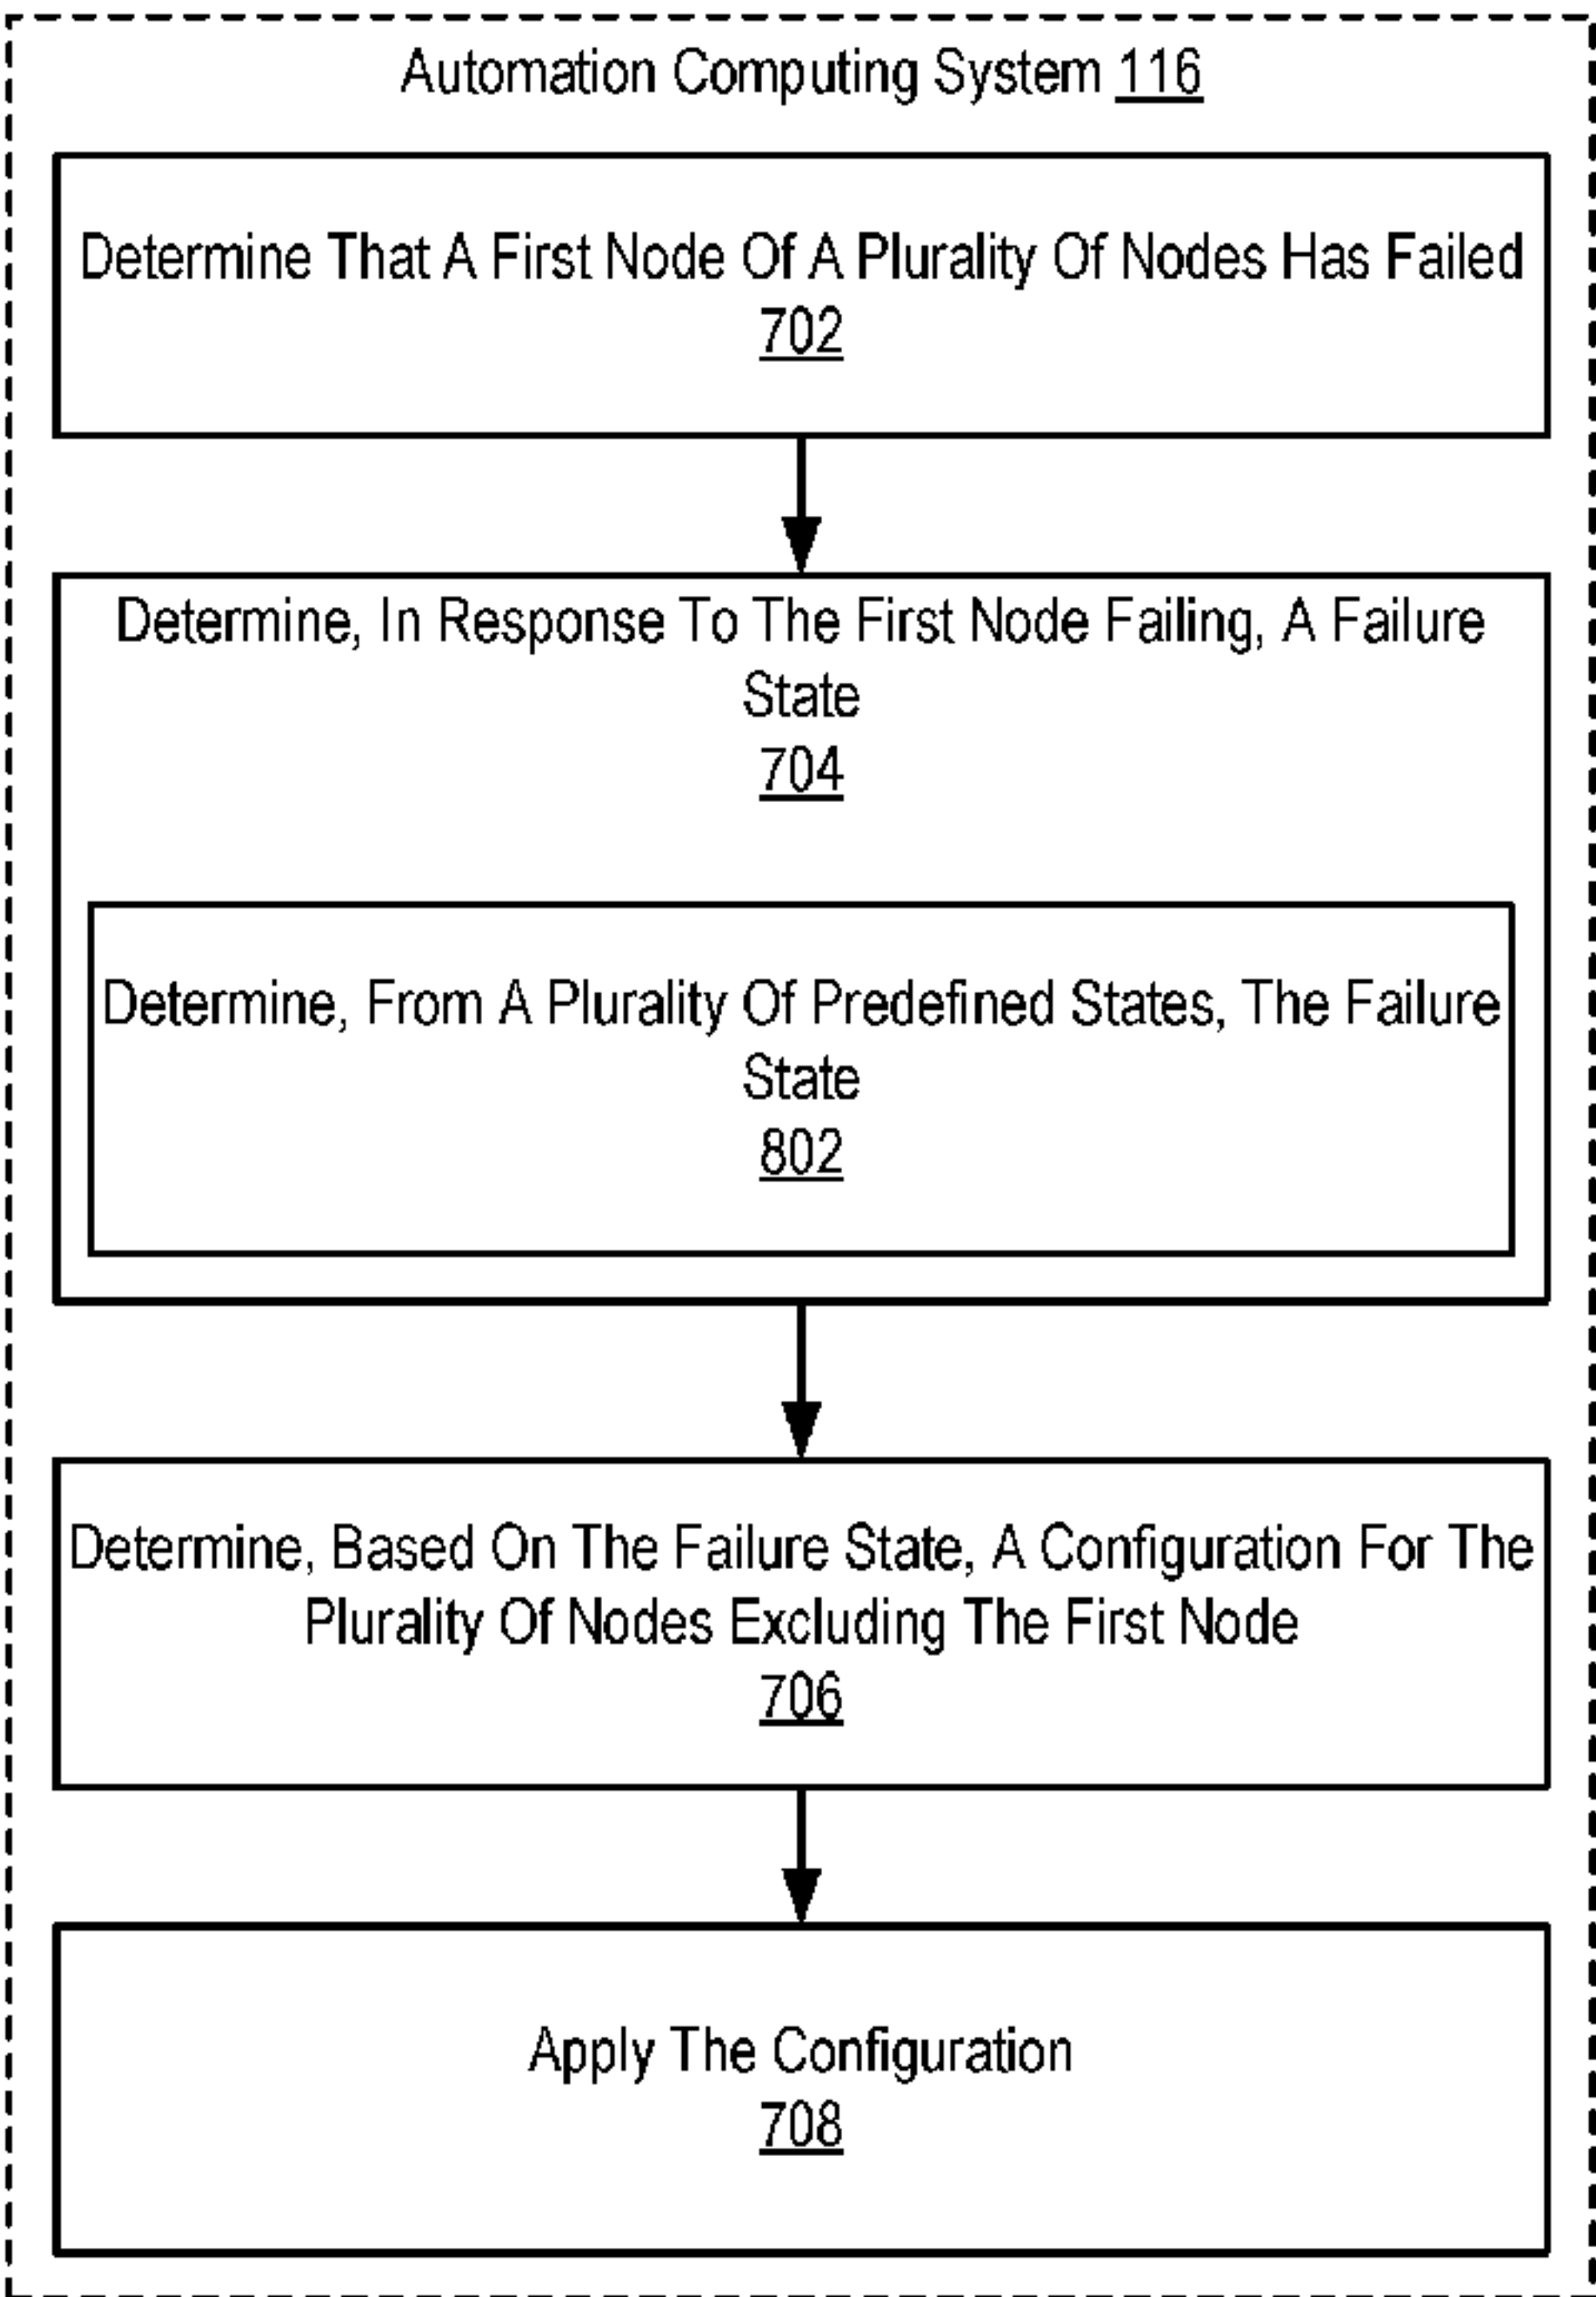 Automation Computing System 116
Determine That A First Node Of A Plurality Of Nodes Has Failed
702
Determine, In Response To The First Node Failing, A Failure
State
704
Determine, From A Plurality Of Predefined States, The Failure
State
802
Determine, Based On The Failure State, A Configuration For The
Plurality Of Nodes Excluding The First Node
706
Apply The Configuration
708